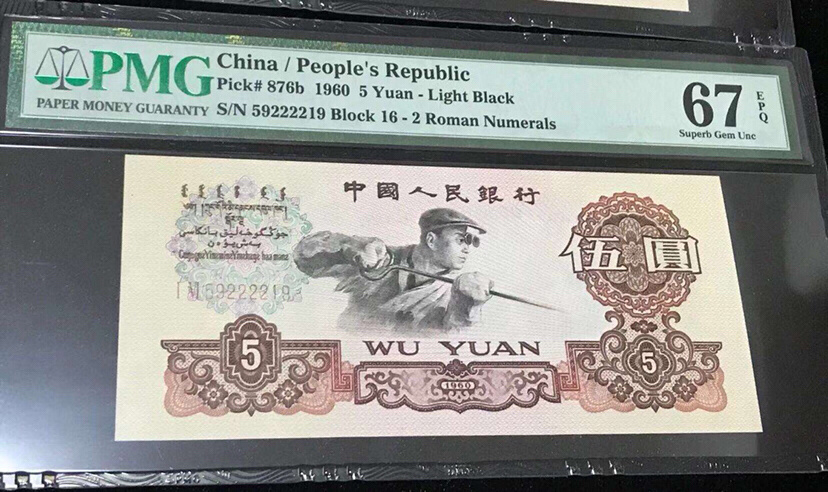 PMG
PAPER MONEY GUARANTY
China / People's Republic
Pick# 876b 1960 5 Yuan - Light Black
S/N 59222219 Block 16 - 2 Roman Numerals
67
EPQ
Superb Gem Unc
中國人民銀行
伍圓
59222219
5
WU YUAN
5
1960